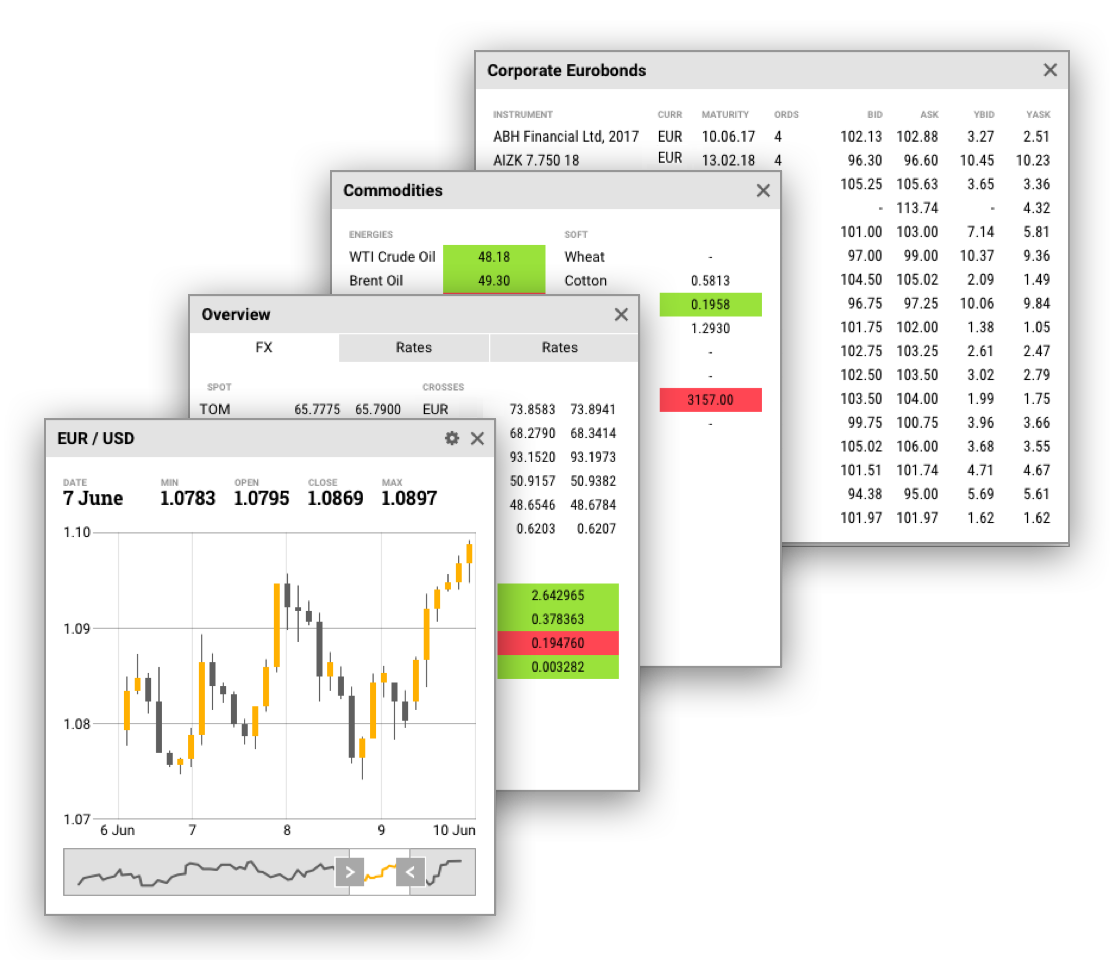 Corporate Eurobonds
INSTRUMENT CURR MATURITY ORDS BID ASK YBID YASK
ABH Financial Ltd, 2017 EUR 10.06.17 4 102.13 102.88 3.27 2.51
AIZK 7.750 18 EUR 13.02.18 4 96.30 96.60 10.45 10.23
105.25 105.63 3.65 3.36
- 113.74 - 4.32
101.00 103.00 7.14 5.81
97.00 99.00 10.37 9.36
104.50 105.02 2.09 1.49
96.75 97.25 10.06 9.84
101.75 102.00 1.38 1.05
102.75 103.25 2.61 2.47
102.50 103.50 3.02 2.79
103.50 104.00 1.99 1.75
99.75 100.75 3.96 3.66
105.02 106.00 3.68 3.55
101.51 101.74 4.71 4.67
94.38 95.00 5.69 5.61
101.97 101.97 1.62 1.62
Commodities
ENERGIES SOFT
WTI Crude Oil 48.18 Wheat -
Brent Oil 49.30 Cotton 0.5813
0.1958
1.2930
-
-
3157.00
-
Overview
FX Rates Rates
SPOT CROSSES
TOM 65.7775 65.7900 EUR 73.8583 73.8941
68.2790 68.3414
93.1520 93.1973
50.9157 50.9382
48.6546 48.6784
0.6203 0.6207
2.642965
0.378363
0.194760
0.003282
EUR / USD
DATE MIN OPEN CLOSE MAX
7 June 1.0783 1.0795 1.0869 1.0897
1.10
1.09
1.08
1.07
6 Jun 7 8 9 10 Jun
> <